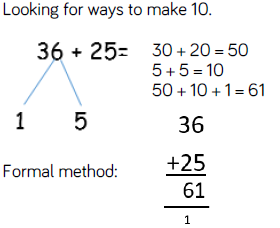 Looking for ways to make 10.
36 + 25=
30 + 20 = 50
5 + 5 = 10
50 + 10 + 1 = 61
1 5
Formal method:
36
+25
61
1